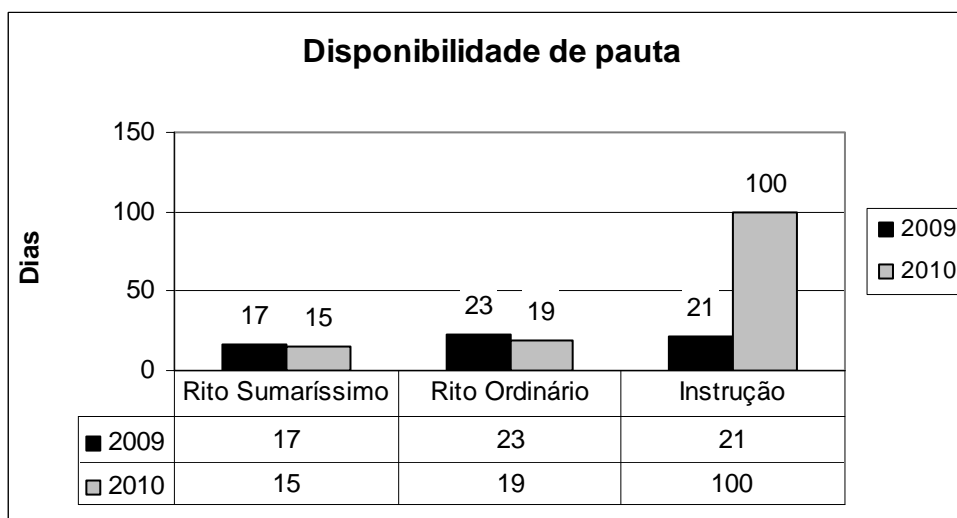 Disponibilidade de pauta
Dias
150
100
50
0
17
15
23
19
21
100
2009
2010
Rito Sumaríssimo Rito Ordinário Instrução
2009 17 23 21
2010 15 19 100